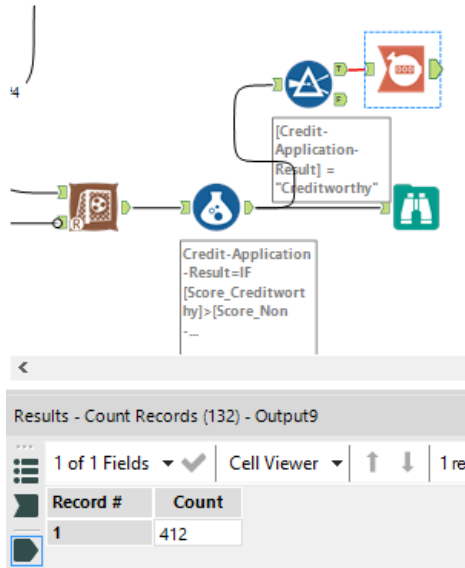 #4
T
F
[Credit-
Application-
Result] =
"Creditworthy"
R
Credit-Application
-Result=IF
[Score_Creditwort
hy]>[Score_Non
-...
Results - Count Records (132) - Output9
1 of 1 Fields
Cell Viewer
1 re
Record #
Count
1
412